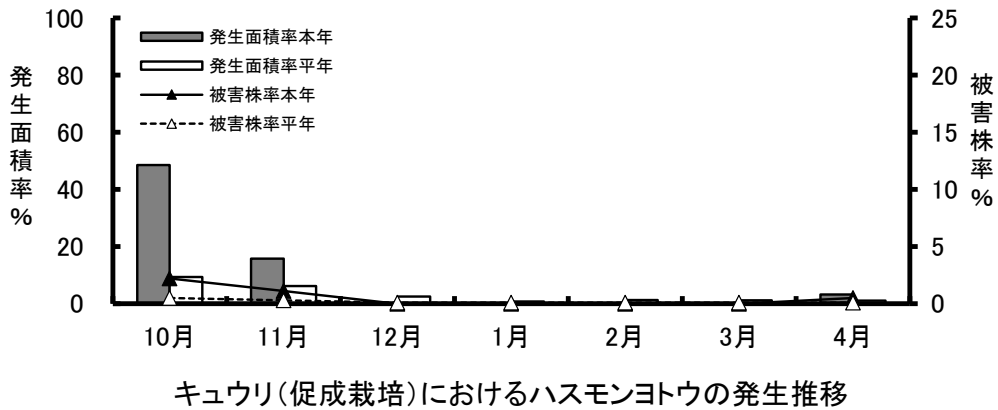 発生面積率%
100
80
60
40
20
0
発生面積率本年
発生面積率平年
被害株率本年
被害株率平年
25
20
15
10
5
0
被害株率%
10月 11月 12月 1月 2月 3月 4月
キュウリ(促成栽培)におけるハスモンヨトウの発生推移